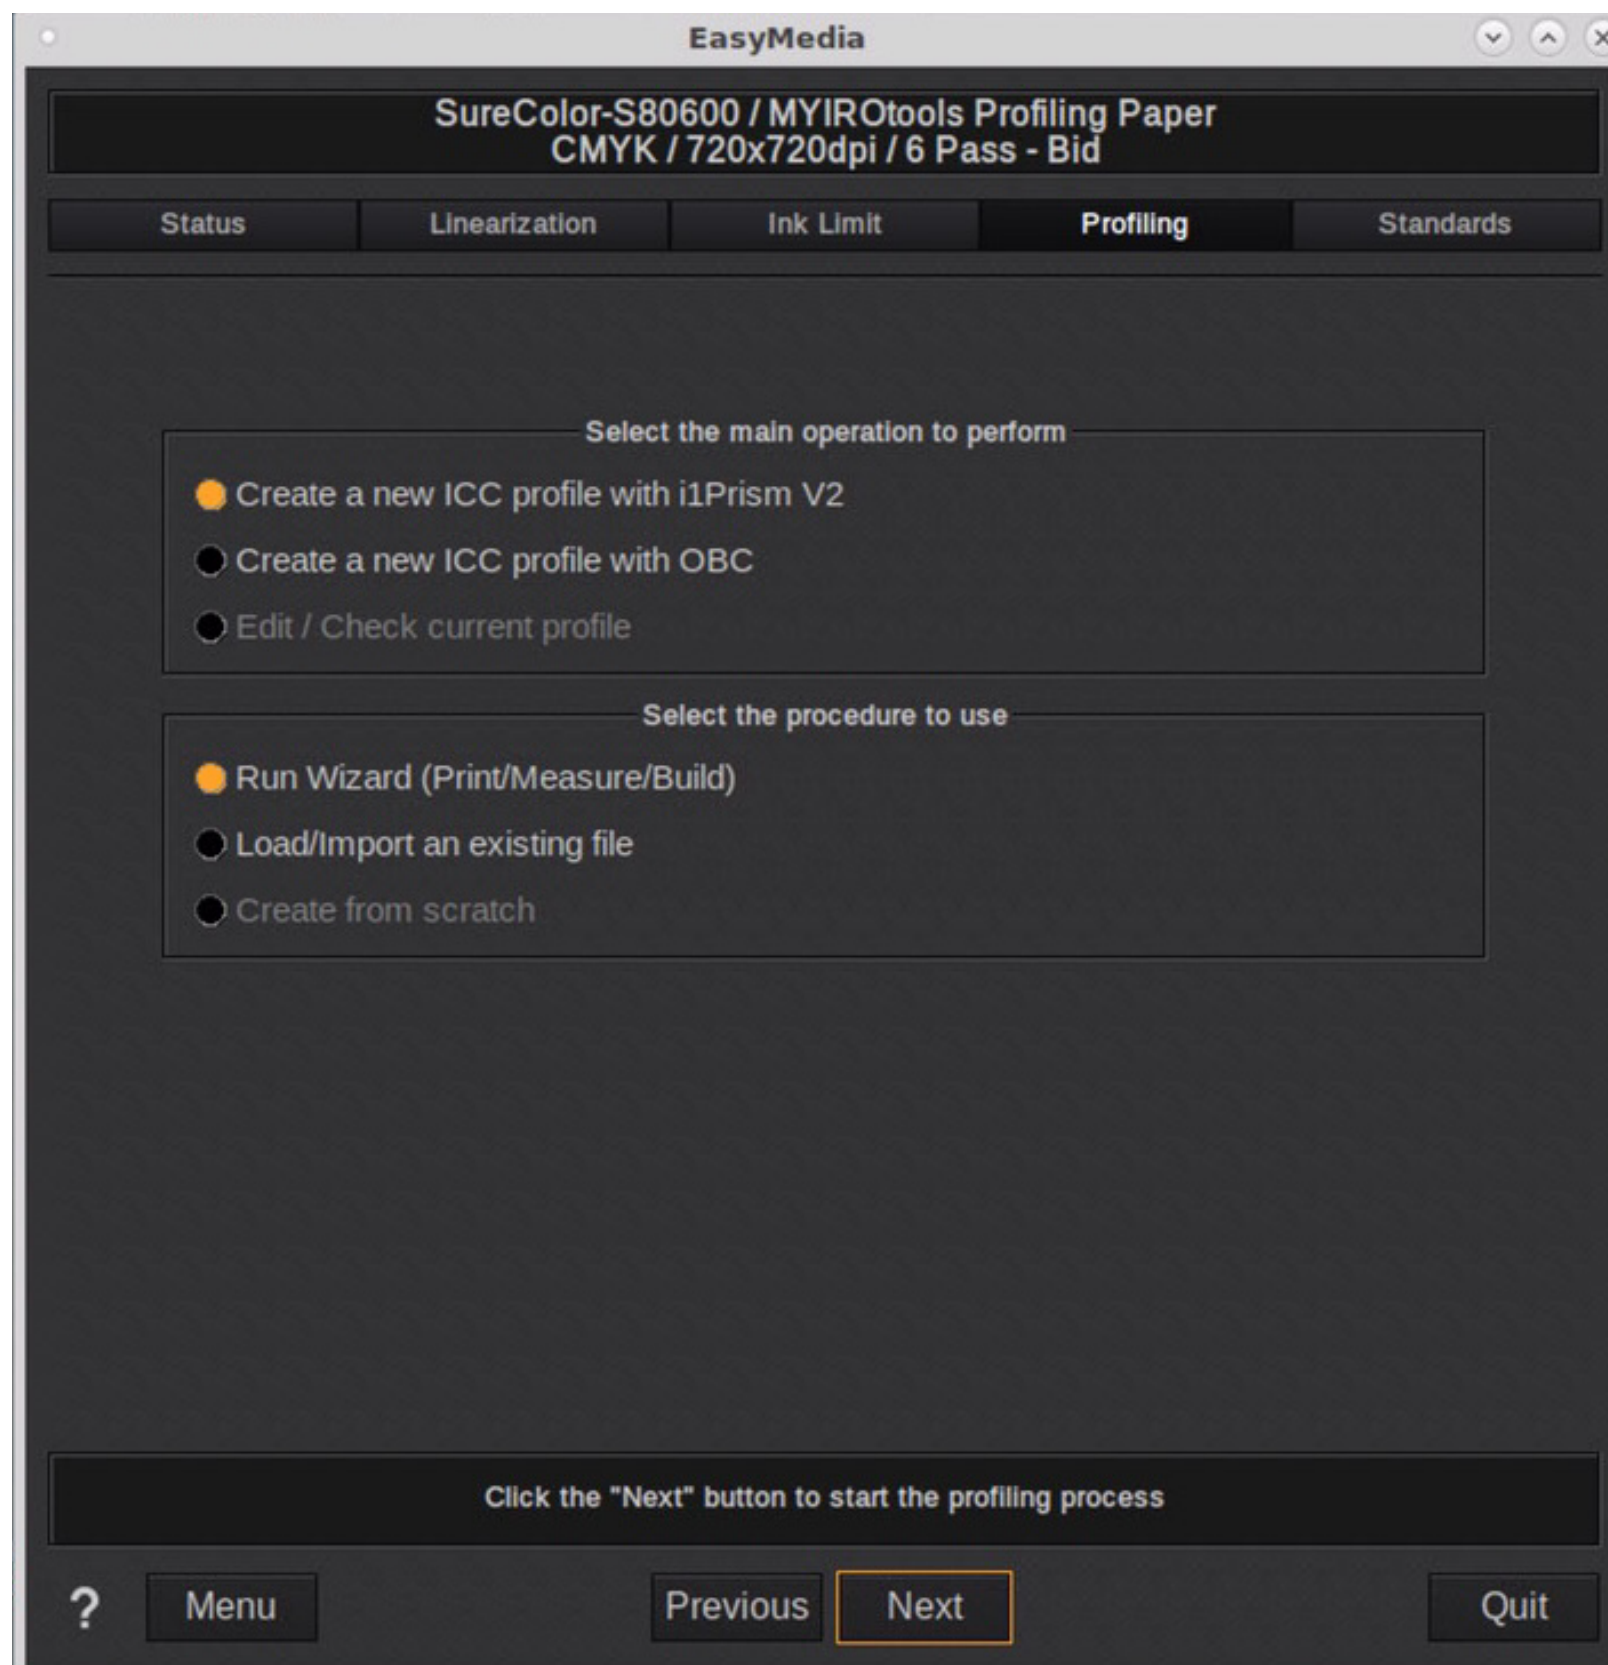 EasyMedia
SureColor-S80600 / MYIROtools Profiling Paper
CMYK / 720x720dpi / 6 Pass - Bid
Status Linearization Ink Limit Profiling Standards
Select the main operation to perform
Create a new ICC profile with i1Prism V2
Create a new ICC profile with OBC
Edit / Check current profile
Select the procedure to use
Run Wizard (Print/Measure/Build)
Load/Import an existing file
Create from scratch
Click the "Next" button to start the profiling process
? Menu Previous Next Quit